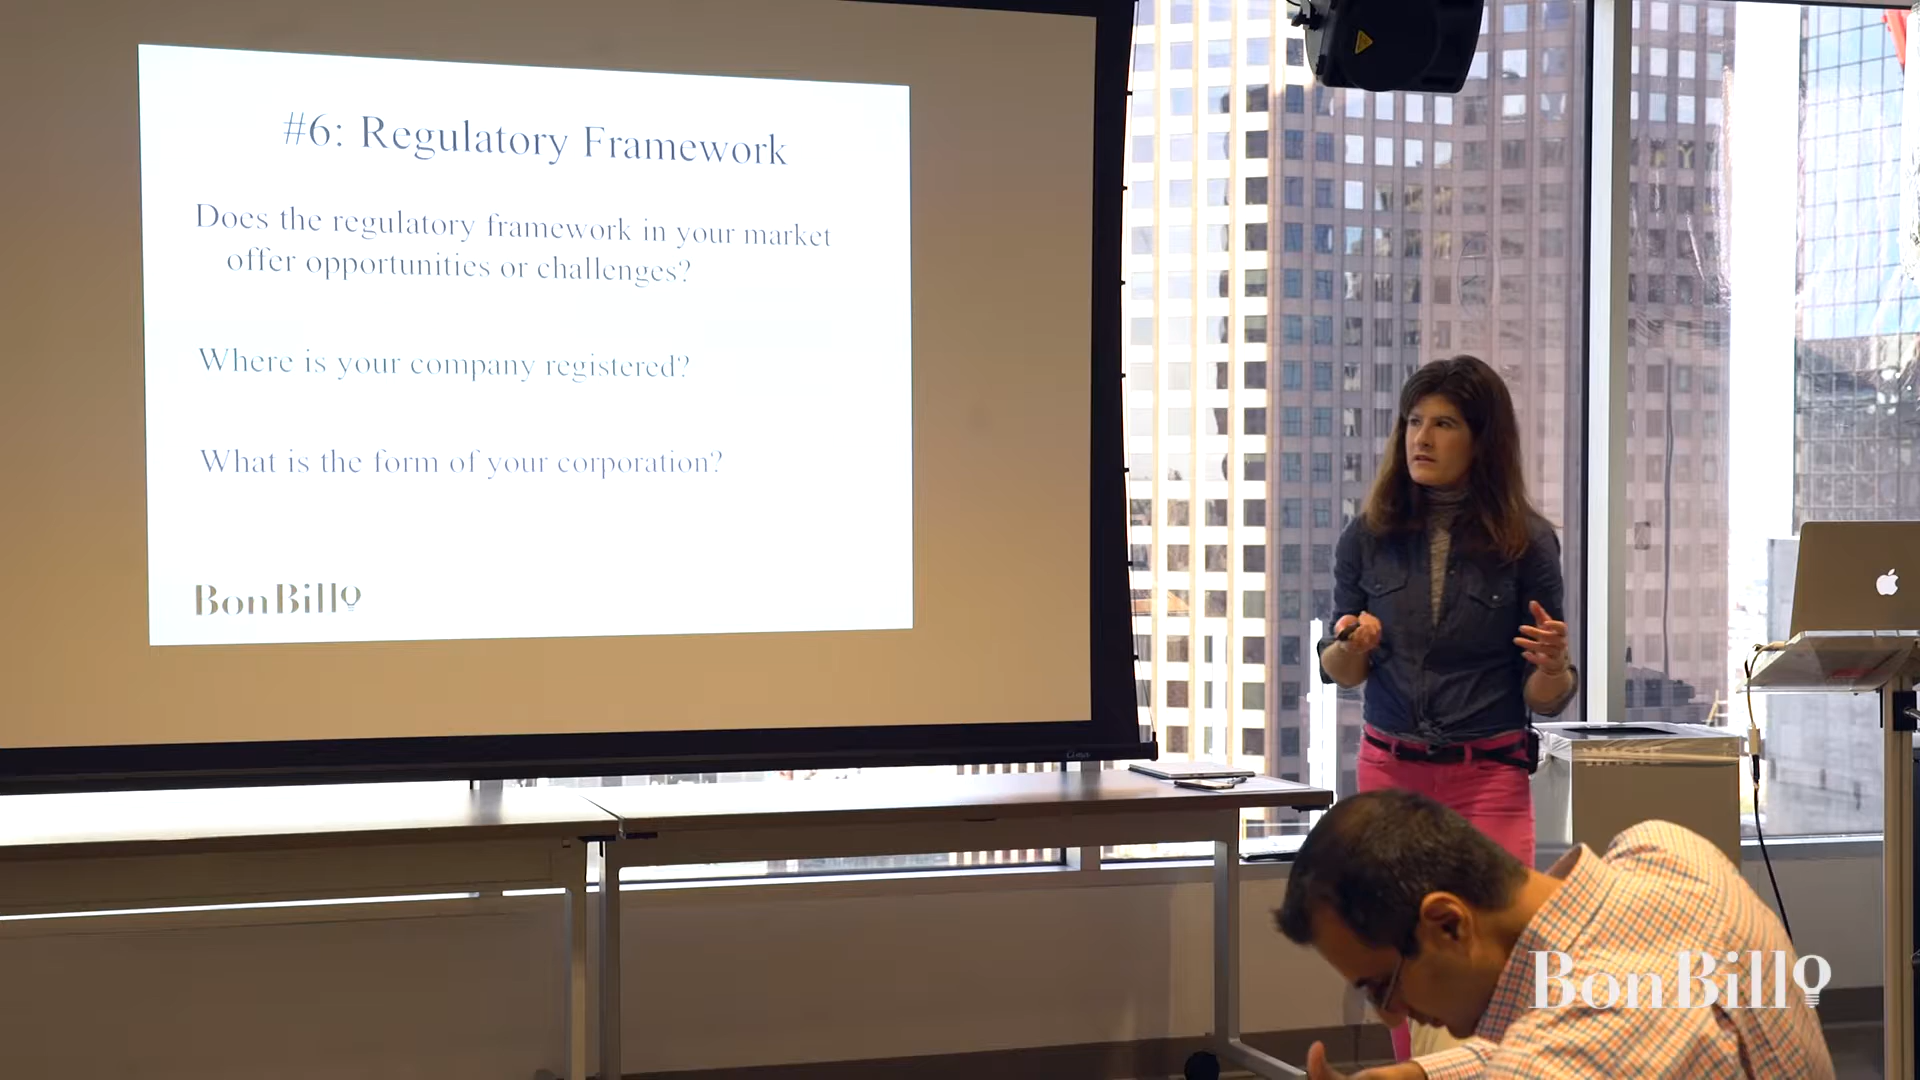 #6: Regulatory Framework
Does the regulatory framework in your market
offer opportunities or challenges?
Where is your company registered?
What is the form of your corporation?
BonBillo
BonBillo